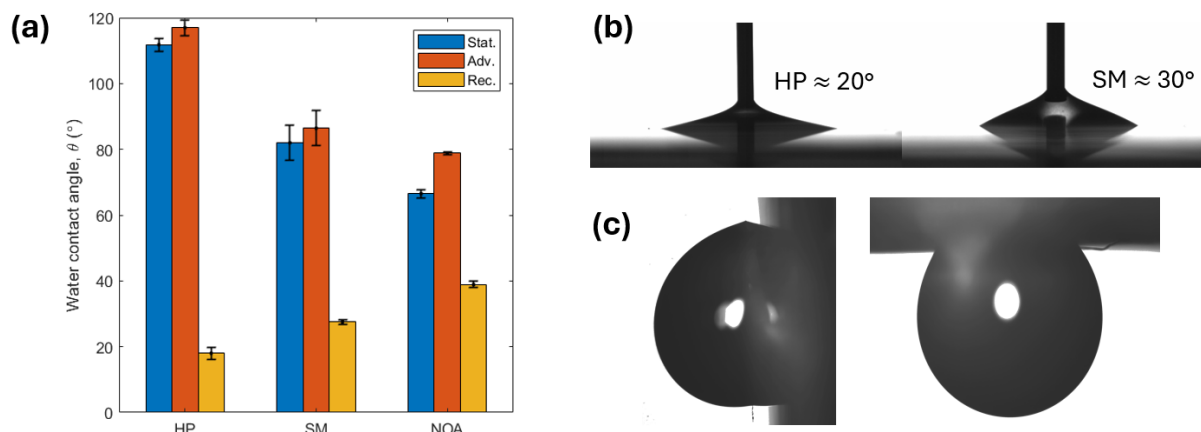 (a)
120
100
80
60
40
20
0
Water contact angle, θ (°)
Stat.
Adv.
Rec.
HP
SM
NOA
(b)
HP ≈ 20°
SM ≈ 30°
(c)